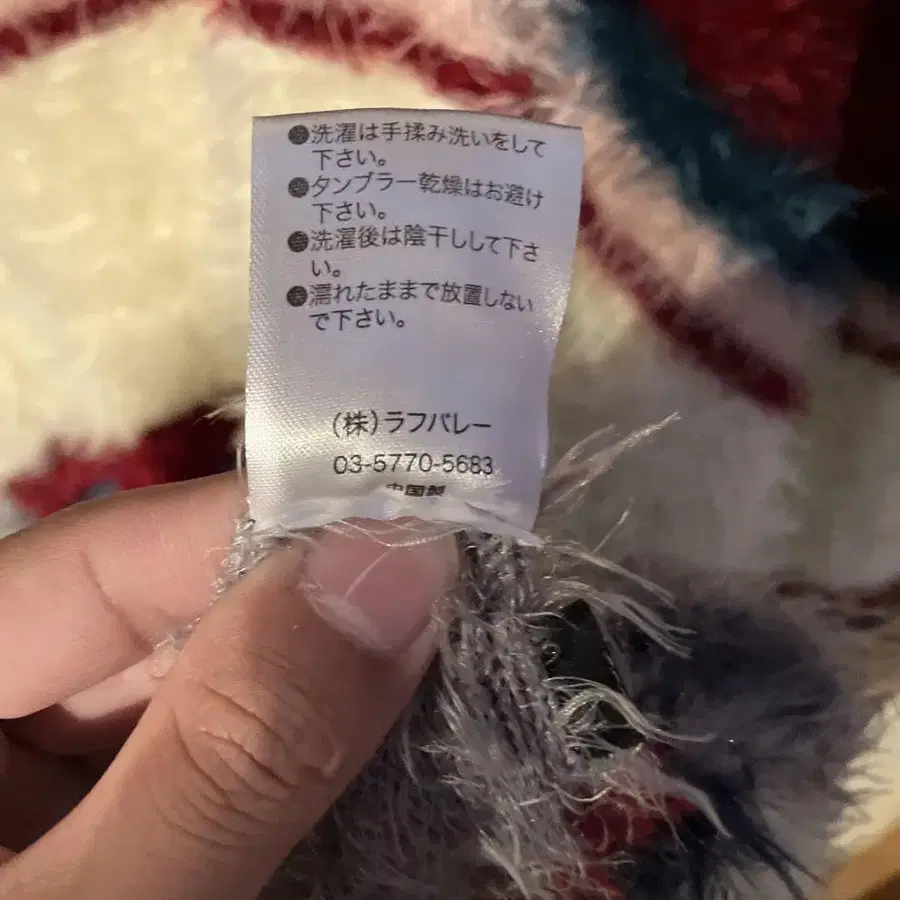 ●洗濯は手揉み洗いをして
下さい。
●タンブラー乾燥はお避け
下さい。
●洗濯後は陰干しして下さ
い。
●濡れたままで放置しない
で下さい。
(株)ラフバレー
03-5770-5683
中国製